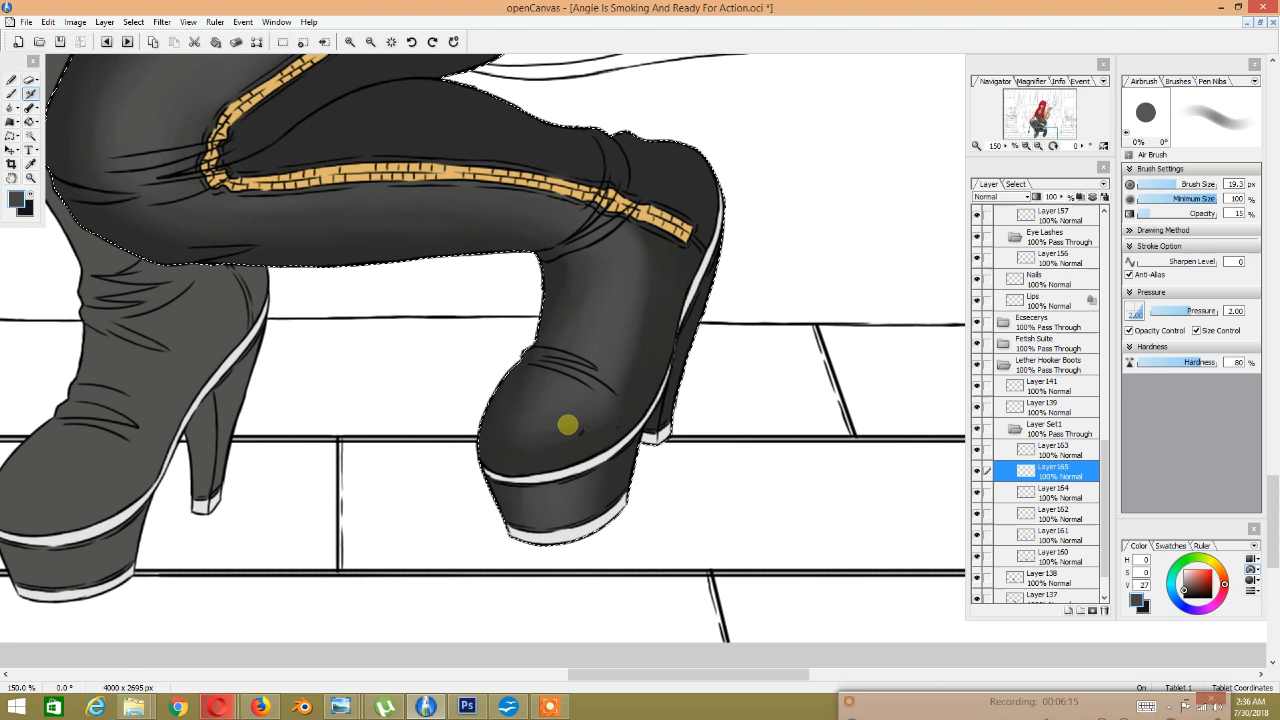 openCanvas - [Angie Is Smoking And Ready For Action.oci *]
File Edit Image Layer Select Filter View Ruler Event Window Help
Navigator Magnifier Info Event
150 % 0 °
Layer Select
Normal 100 %
Layer157
100% Normal
Eye Lashes
100% Pass Through
Layer156
100% Normal
Nails
100% Normal
Lips
100% Normal
Ecsecerys
100% Pass Through
Fetish Suite
100% Pass Through
Lether Hooker Boots
100% Pass Through
Layer141
100% Normal
Layer139
100% Normal
Layer Set1
100% Pass Through
Layer163
100% Normal
Layer165
100% Normal
Layer164
100% Normal
Layer162
100% Normal
Layer161
100% Normal
Layer160
100% Normal
Layer138
100% Normal
Layer137
Airbrush Brushes Pen Nibs
0% 0°
Air Brush
Brush Settings
Brush Size 19.3 px
Minimum Size 100 %
Opacity 15 %
Drawing Method
Stroke Option
Sharpen Level 0
Anti-Alias
Pressure
2.00 Pressure 2.00
Opacity Control Size Control
Hardness
Hardness 80 %
Color Swatches Ruler
H 0
S 0
V 27
150.0 % 0.0 ° 4000 x 2695 px
On Tablet 1 Tablet Coordinates
Recording: 00:06:15
2:36 AM
7/30/2018